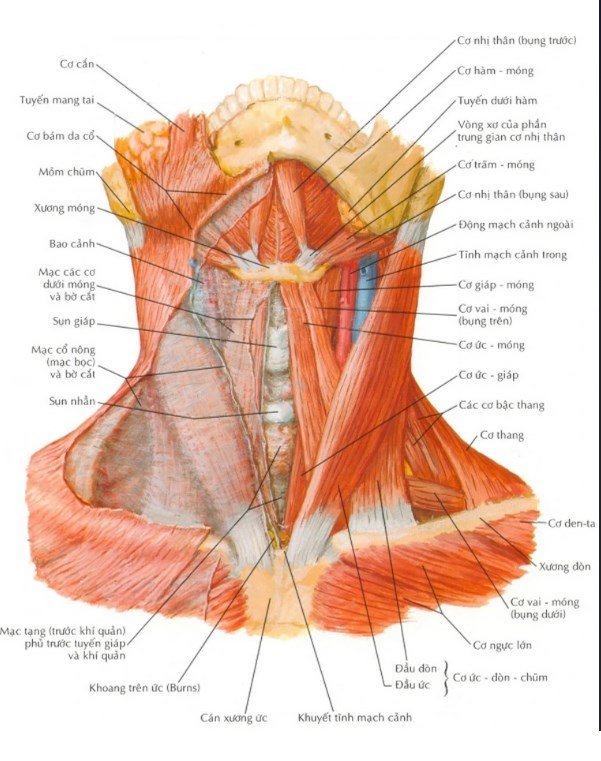 Cơ cắn
Tuyến mang tai
Cơ bám da cổ
Mỏm chũm
Xương móng
Bao cảnh
Mạc các cơ
dưới móng
và bờ cắt
Sụn giáp
Mạc cổ nông
(mạc bọc)
và bờ cắt
Sụn nhẫn
Mạc tạng (trước khí quản)
phủ trước tuyến giáp
và khí quản
Khoang trên ức (Burns)
Cán xương ức
Khuyết tĩnh mạch cảnh
Cơ nhị thân (bụng trước)
Cơ hàm - móng
Tuyến dưới hàm
Vòng xơ của phần
trung gian cơ nhị thân
Cơ trâm - móng
Cơ nhị thân (bụng sau)
Động mạch cảnh ngoài
Tĩnh mạch cảnh trong
Cơ giáp - móng
Cơ vai - móng
(bụng trên)
Cơ ức - móng
Cơ ức - giáp
Các cơ bậc thang
Cơ thang
Cơ đen-ta
Xương đòn
Cơ vai - móng
(bụng dưới)
Cơ ngực lớn
Đầu đòn
Đầu ức
Cơ ức - đòn - chũm